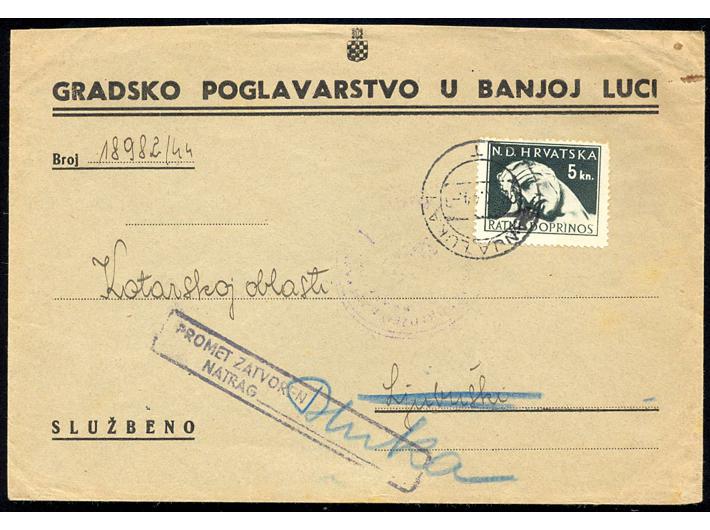 GRADSKO POGLAVARSTVO U BANJOJ LUCI
Broj 18982/44
N.D. HRVATSKA
5 kn.
RATNI DOPRINOS
Kotarskoj oblasti
PROMET ZATVOREN
NATRAG
Ljubuški
SLUŽBENO